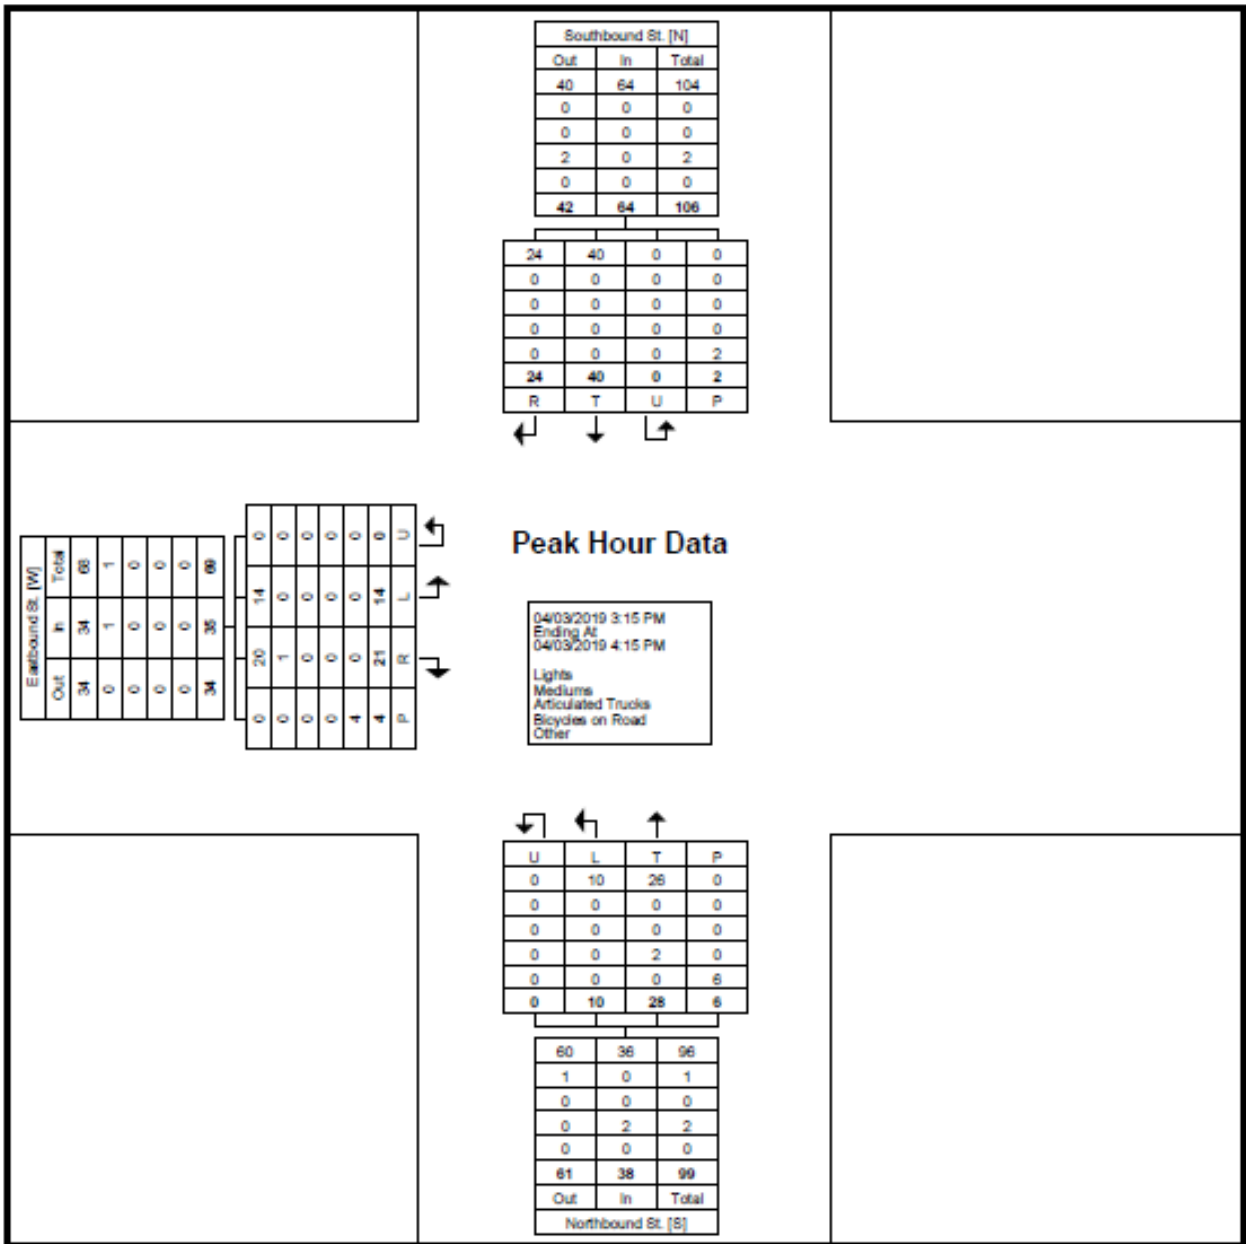 Southbound St. [N]
Out In Total
40 64 104
0 0 0
0 0 0
2 0 2
0 0 0
42 64 106
24 40 0 0
0 0 0 0
0 0 0 0
0 0 0 0
0 0 0 2
24 40 0 2
R T U P
Eastbound St. [W]
Out In Total
34 34 68
0 1 1
0 0 0
0 0 0
0 0 0
34 35 69
0 20 14 0
0 1 0 0
0 0 0 0
0 0 0 0
4 0 0 0
4 21 14 0
P R L U
Peak Hour Data
04/03/2019 3:15 PM
Ending At
04/03/2019 4:15 PM
Lights
Mediums
Articulated Trucks
Bicycles on Road
Other
U L T P
0 10 26 0
0 0 0 0
0 0 0 0
0 0 2 0
0 0 0 6
0 10 28 6
60 36 96
1 0 1
0 0 0
0 2 2
0 0 0
61 38 99
Out In Total
Northbound St. [S]